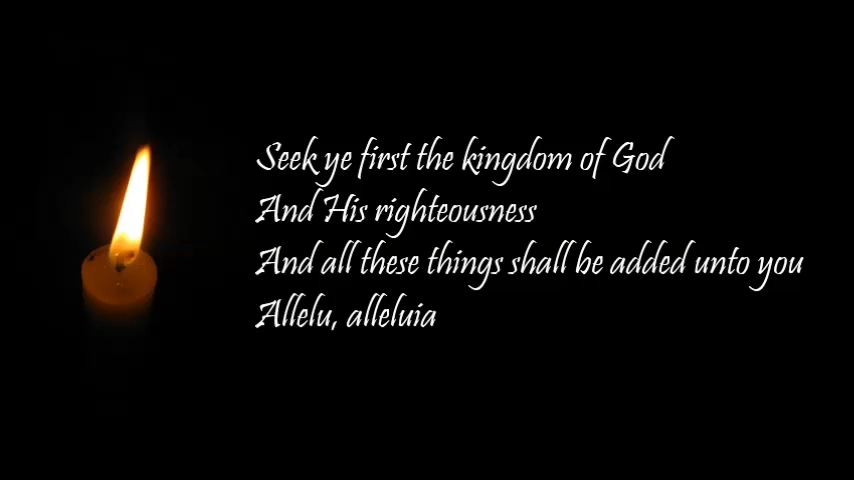 Seek ye first the kingdom of God
And His righteousness
And all these things shall be added unto you
Allelu, alleluia